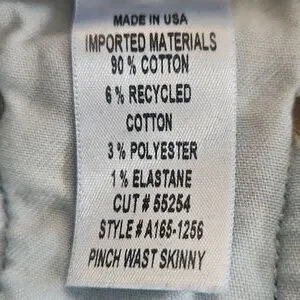 MADE IN USA
IMPORTED MATERIALS
90 % COTTON
6 % RECYCLED
COTTON
3 % POLYESTER
1 % ELASTANE
CUT # 55254
STYLE # A165-1256
PINCH WAST SKINNY